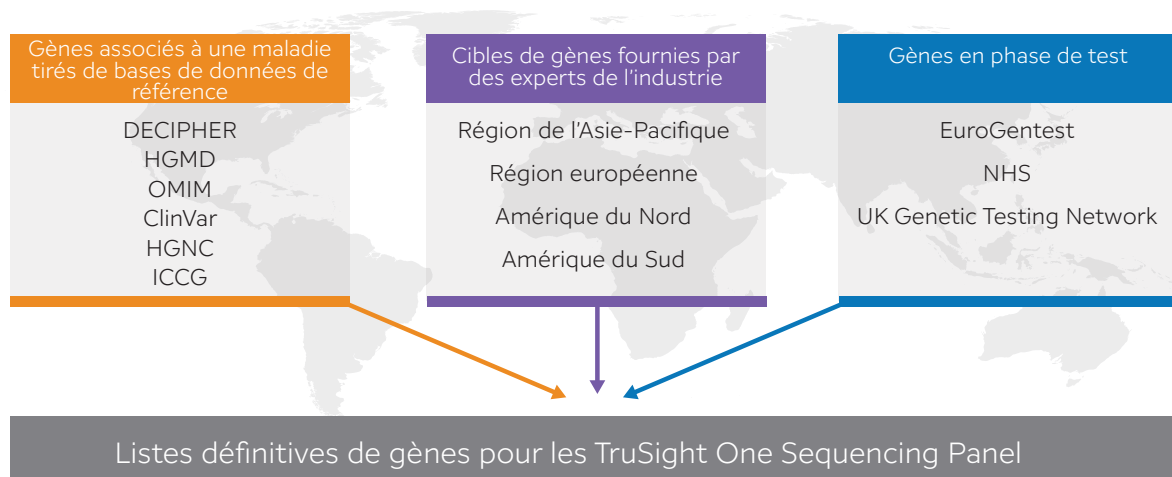 Gènes associés à une maladie
tirés de bases de données de
référence
DECIPHER
HGMD
OMIM
ClinVar
HGNC
ICCG
Cibles de gènes fournies par
des experts de l'industrie
Région de l'Asie-Pacifique
Région européenne
Amérique du Nord
Amérique du Sud
Gènes en phase de test
EuroGentest
NHS
UK Genetic Testing Network
Listes définitives de gènes pour les TruSight One Sequencing Panel